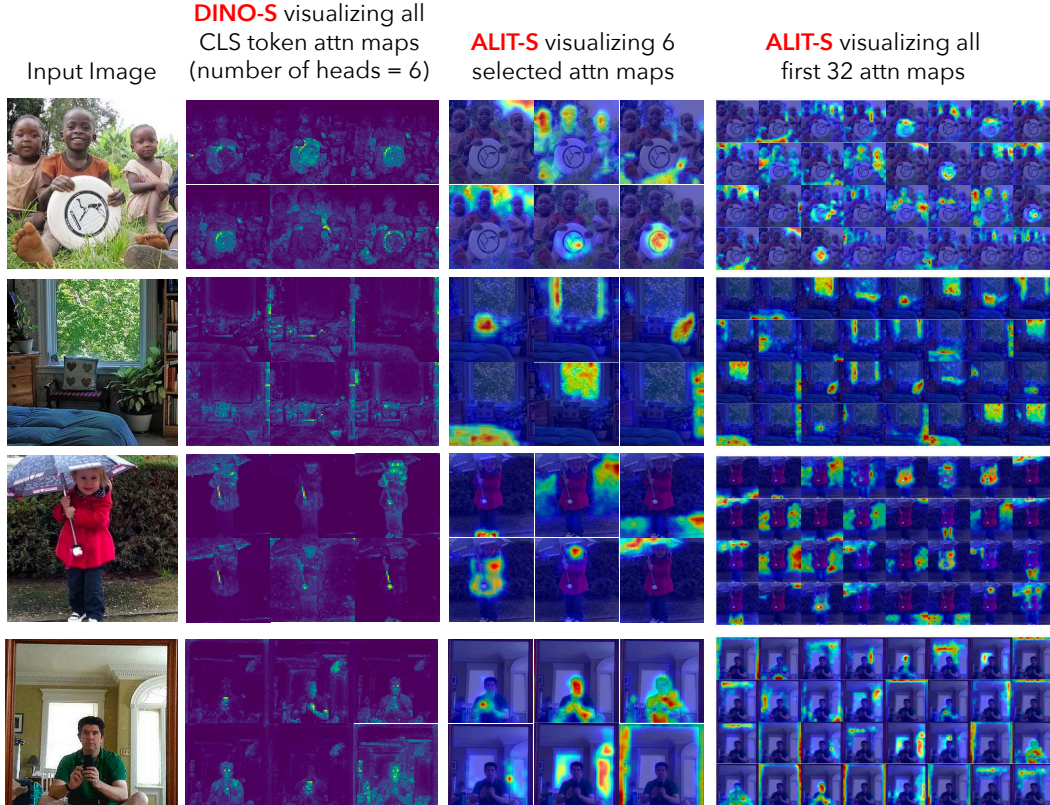 Input Image
DINO-S visualizing all
CLS token attn maps
(number of heads = 6)
ALIT-S visualizing 6
selected attn maps
ALIT-S visualizing all
first 32 attn maps